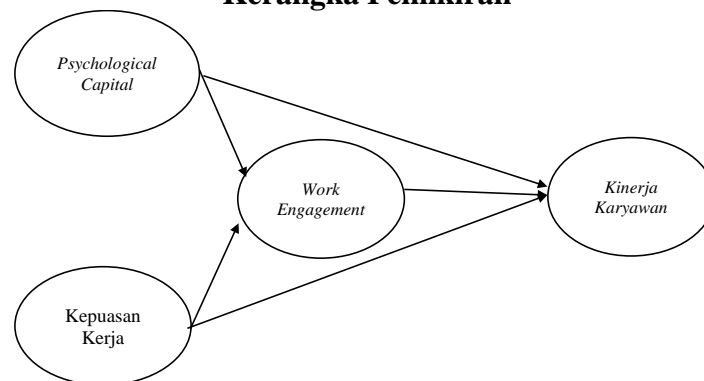 Kerangka Pemikiran
Psychological
Capital
Work
Engagement
Kinerja
Karyawan
Kepuasan
Kerja